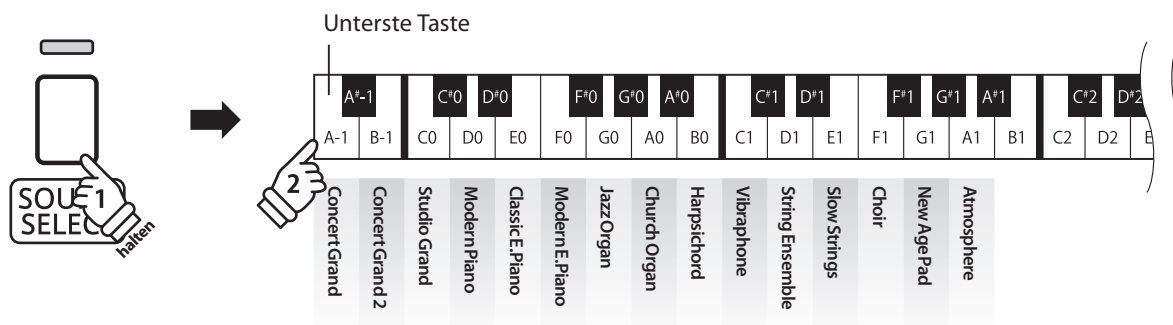 Unterste Taste
A#-1 C#0 D#0 F#0 G#0 A#0 C#1 D#1 F#1 G#1 A#1 C#2 D#2
A-1 B-1 C0 D0 E0 F0 G0 A0 B0 C1 D1 E1 F1 G1 A1 B1 C2 D2 E
1
halten
2
Concert Grand
Concert Grand 2
Studio Grand
Modern Piano
Classic E.Piano
Modern E.Piano
Jazz Organ
Church Organ
Harpsichord
Vibraphone
String Ensemble
Slow Strings
Choir
New Age Pad
Atmosphere